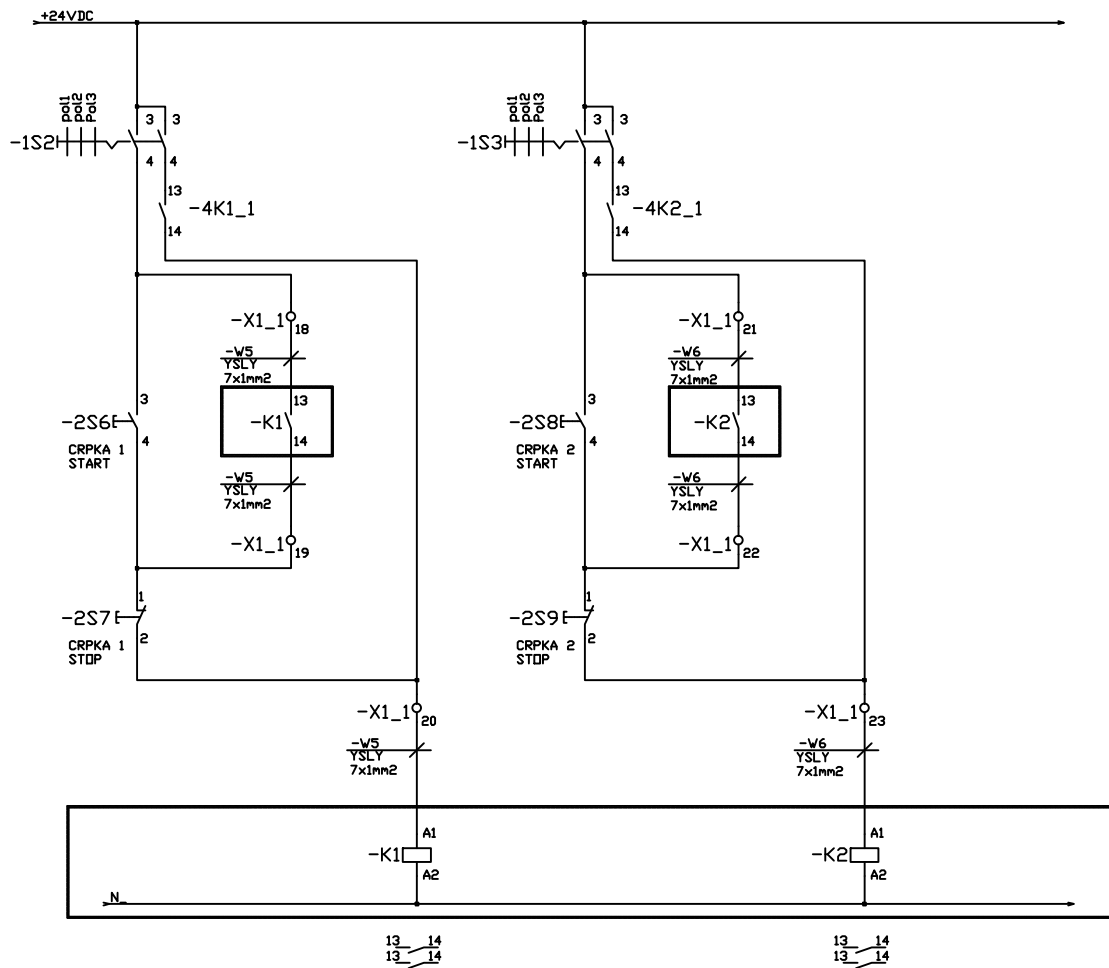 +24VDC
pol1
pol2
Pol3
-1S2
3
3
4
4
13
-4K1_1
14
-X1_1
18
-W5
YSLY
7x1mm2
3
-2S6
4
CRPKA 1
START
13
-K1
14
-W5
YSLY
7x1mm2
-X1_1
19
1
-2S7
2
CRPKA 1
STOP
-X1_1
20
-W5
YSLY
7x1mm2
pol1
pol2
Pol3
-1S3
3
3
4
4
13
-4K2_1
14
-X1_1
21
-W6
YSLY
7x1mm2
3
-2S8
4
CRPKA 2
START
13
-K2
14
-W6
YSLY
7x1mm2
-X1_1
22
1
-2S9
2
CRPKA 2
STOP
-X1_1
23
-W6
YSLY
7x1mm2
A1
-K1
A2
A1
-K2
A2
N_
13 14
13 14
13 14
13 14